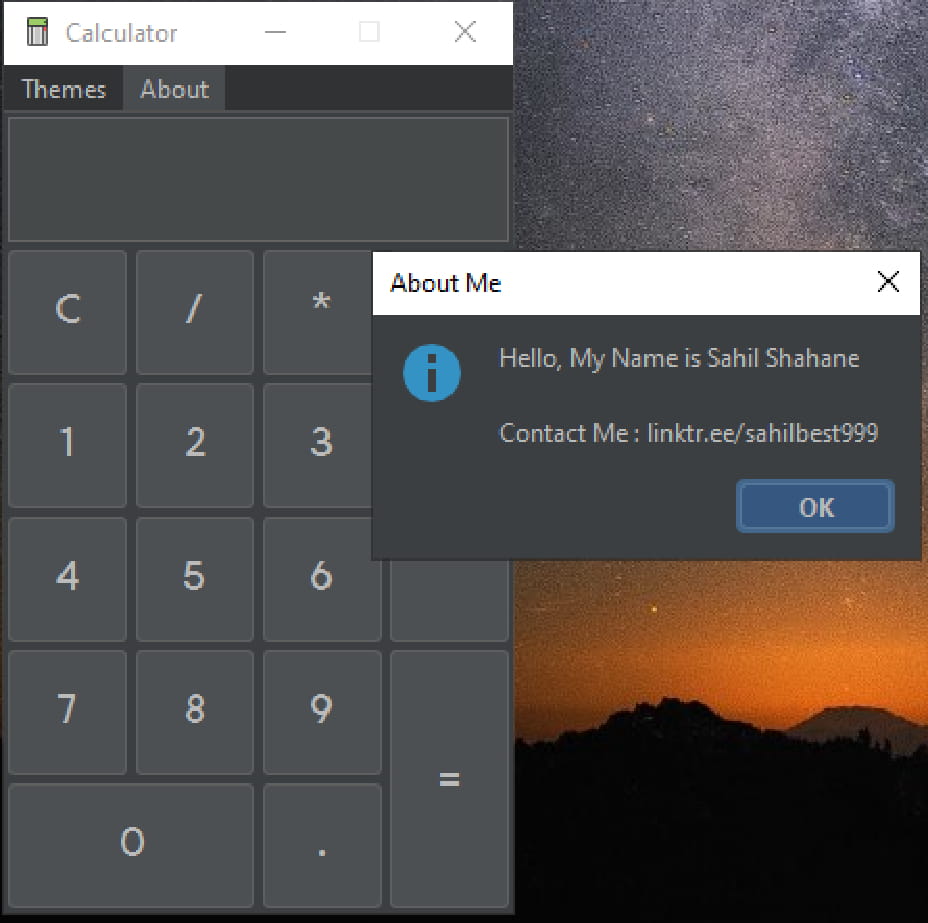 Calculator
Themes About
C / *
About Me
Hello, My Name is Sahil Shahane
Contact Me : linktr.ee/sahilbest999
OK
1 2 3
4 5 6
7 8 9
=
0 .